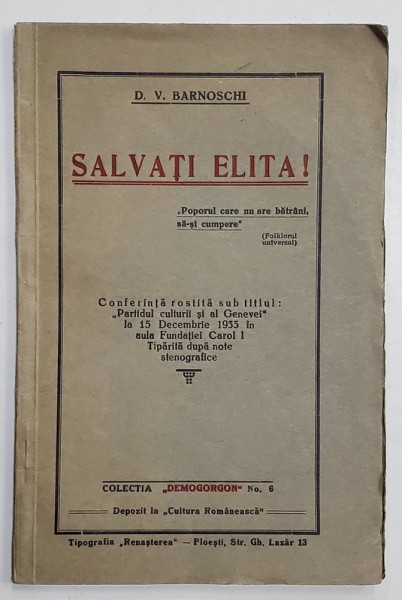 D. V. BARNOSCHI
SALVAȚI ELITA!
„Poporul care nu are bătrâni,
să-și cumpere"
(Folklorul
universal)
Conferință rostită sub titlul:
„Partidul culturii și al Genevei"
la 15 Decembrie 1935 în
aula Fundației Carol I
Tipărită după note
stenografice
COLECTIA „DEMOGORGON" No. 6
Depozit la „Cultura Românească"
Tipografia „Renașterea" — Ploești, Str. Gh. Lazăr 13